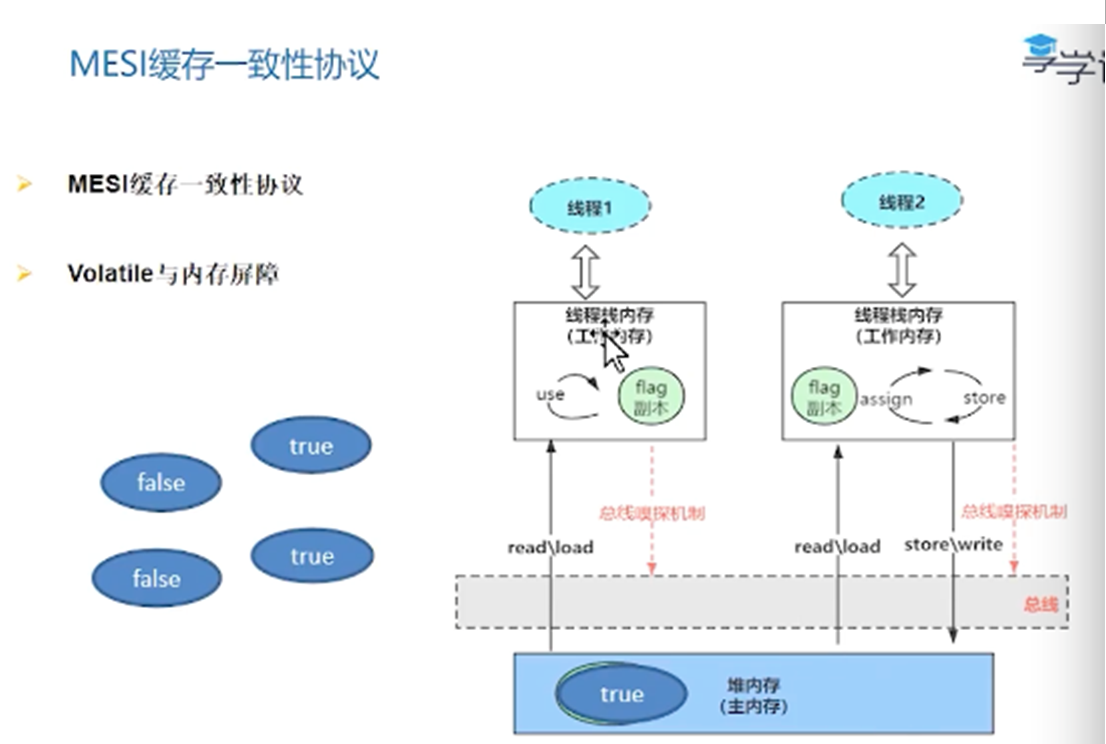 MESI缓存一致性协议
MESI缓存一致性协议
Volatile与内存屏障
线程1
线程2
线程栈内存
(工作内存)
线程栈内存
(工作内存)
use
flag
副本
flag
副本
assign
store
true
false
true
false
总线嗅探机制
总线嗅探机制
read\load
read\load
store\write
总线
true
堆内存
(主内存)